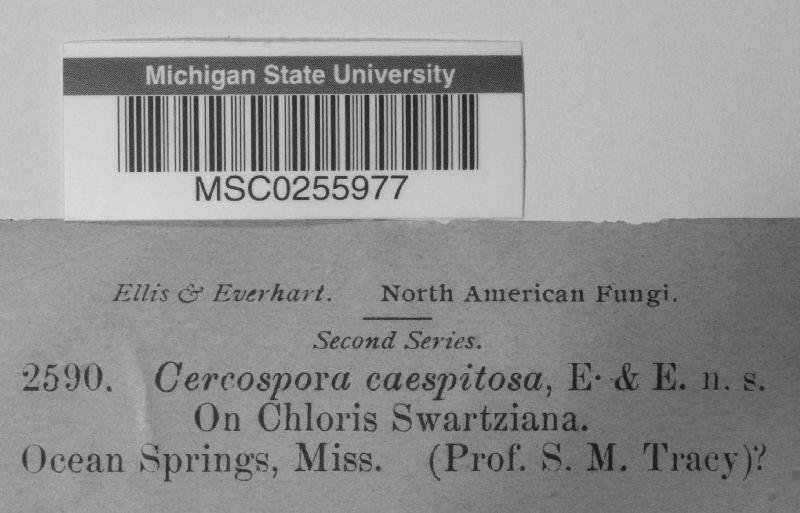 Michigan State University
MSC0255977
Ellis & Everhart. North American Fungi.
Second Series.
2590. Cercospora caespitosa, E. & E. n. s.
On Chloris Swartziana.
Ocean Springs, Miss. (Prof. S. M. Tracy)?